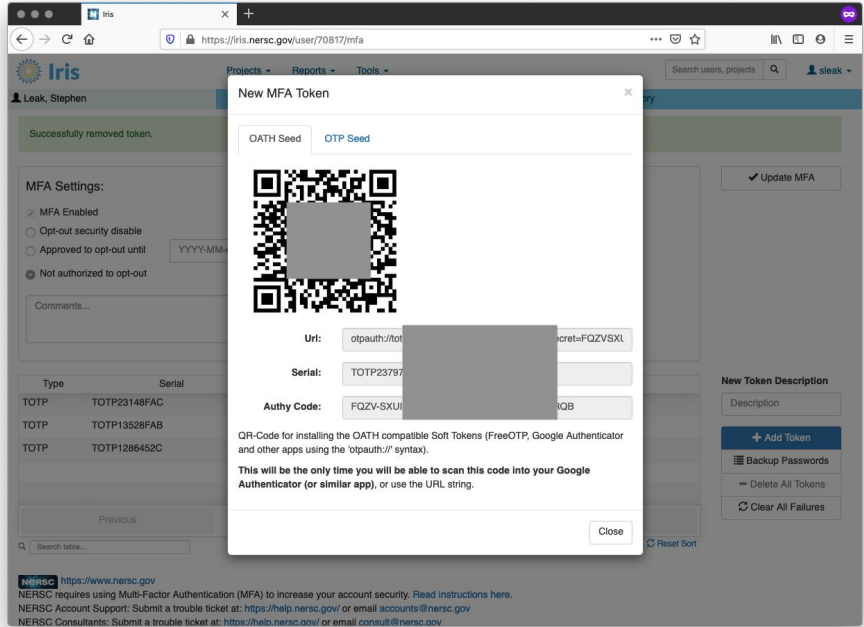 Iris
https://iris.nersc.gov/user/70817/mfa
Iris
Projects
Reports
Tools
Search users, projects
sleak
Leak, Stephen
ory
Successfully removed token.
MFA Settings:
MFA Enabled
Opt-out security disable
Approved to opt-out until
YYYY-MM-
Not authorized to opt-out
Comments...
Update MFA
New MFA Token
×
OATH Seed
OTP Seed
Url:
otpauth://tot
cret=FQZVSXU
Serial:
TOTP23797
Authy Code:
FQZV-SXUI
RQB
QR-Code for installing the OATH compatible Soft Tokens (FreeOTP, Google Authenticator
and other apps using the 'otpauth://' syntax).
This will be the only time you will be able to scan this code into your Google
Authenticator (or similar app), or use the URL string.
Close
Type
Serial
TOTP
TOTP23148FAC
TOTP
TOTP13528FAB
TOTP
TOTP1286452C
Previous
Search table...
Reset Sort
New Token Description
Description
Add Token
Backup Passwords
Delete All Tokens
Clear All Failures
NERSC https://www.nersc.gov
NERSC requires using Multi-Factor Authentication (MFA) to increase your account security. Read instructions here.
NERSC Account Support: Submit a trouble ticket at: https://help.nersc.gov/ or email accounts@nersc.gov
NERSC Consultants: Submit a trouble ticket at: https://help.nersc.gov/ or email consult@nersc.gov